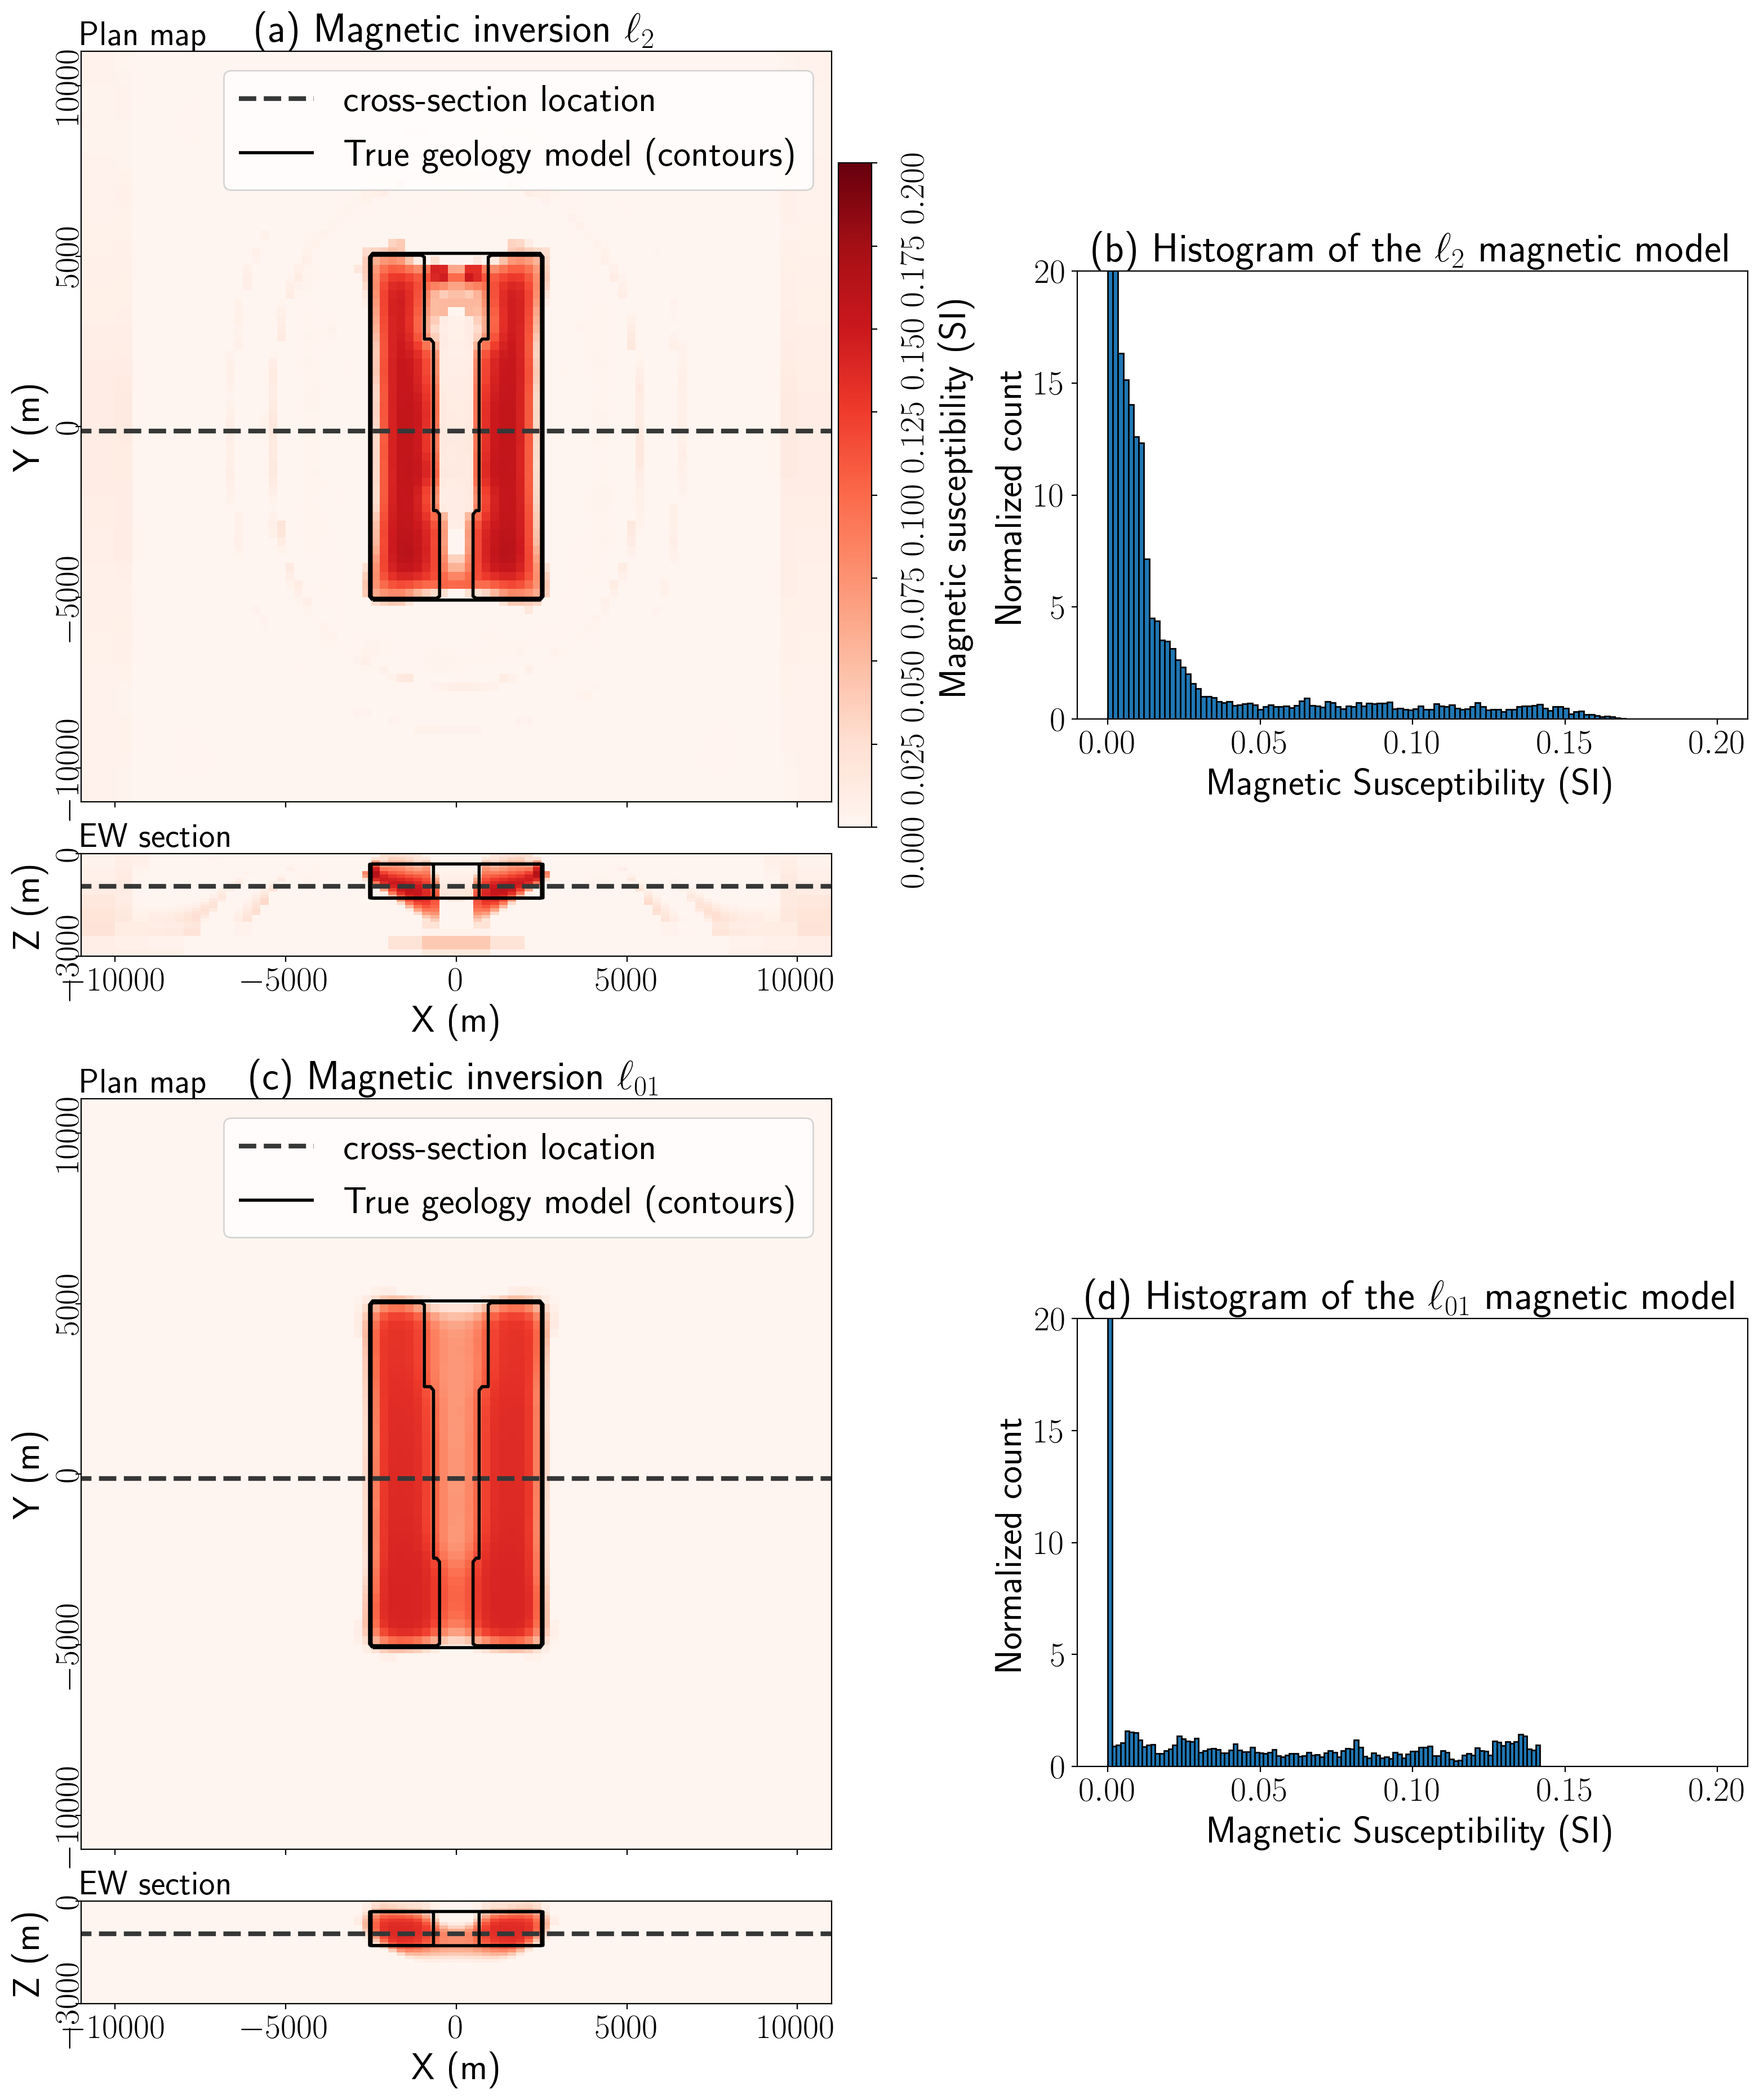 Plan map
(a) Magnetic inversion ℓ₂
cross-section location
True geology model (contours)
10000
5000
0
−5000
−10000
Y (m)
0.000 0.025 0.050 0.075 0.100 0.125 0.150 0.175 0.200
Magnetic susceptibility (SI)
EW section
0
−3000
Z (m)
−10000 −5000 0 5000 10000
X (m)
(b) Histogram of the ℓ₂ magnetic model
20
15
10
5
0
Normalized count
0.00 0.05 0.10 0.15 0.20
Magnetic Susceptibility (SI)
Plan map
(c) Magnetic inversion ℓ₀₁
cross-section location
True geology model (contours)
10000
5000
0
−5000
−10000
Y (m)
EW section
0
−3000
Z (m)
−10000 −5000 0 5000 10000
X (m)
(d) Histogram of the ℓ₀₁ magnetic model
20
15
10
5
0
Normalized count
0.00 0.05 0.10 0.15 0.20
Magnetic Susceptibility (SI)